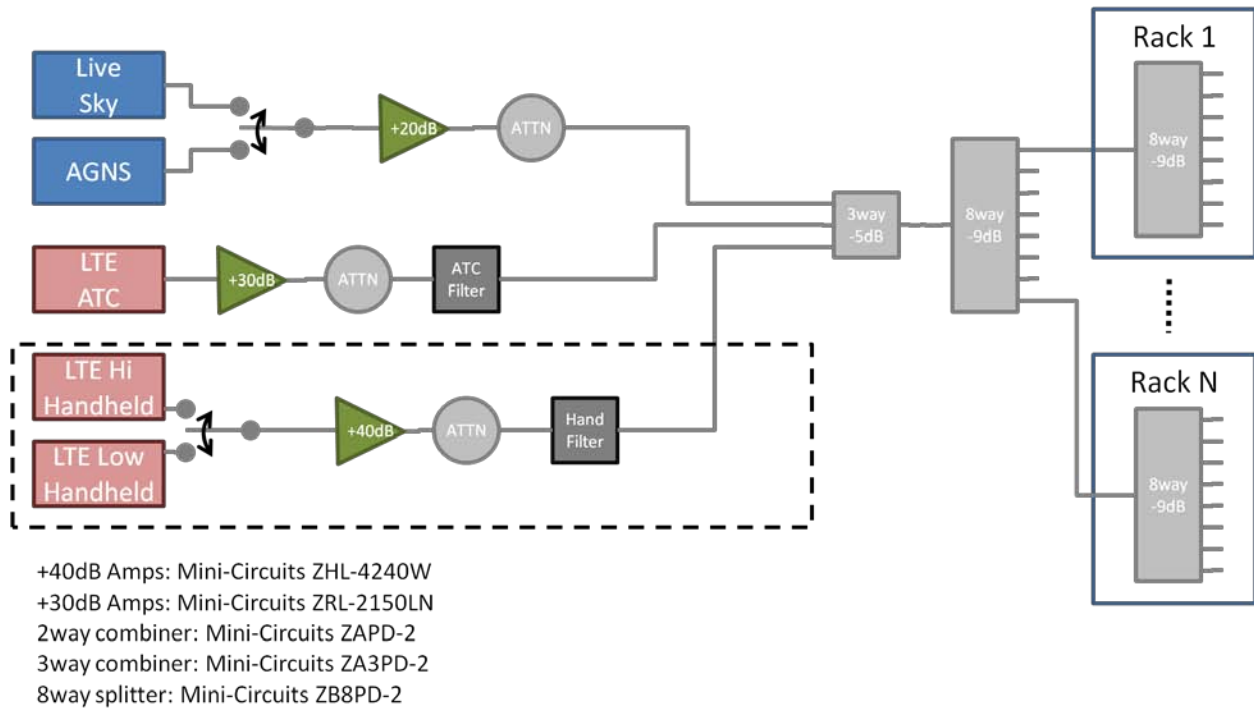 Live
Sky
AGNS
+20dB
ATTN
LTE
ATC
+30dB
ATTN
ATC
Filter
LTE Hi
Handheld
LTE Low
Handheld
+40dB
ATTN
Hand
Filter
3way
-5dB
8way
-9dB
Rack 1
8way
-9dB
Rack N
8way
-9dB
+40dB Amps: Mini-Circuits ZHL-4240W
+30dB Amps: Mini-Circuits ZRL-2150LN
2way combiner: Mini-Circuits ZAPD-2
3way combiner: Mini-Circuits ZA3PD-2
8way splitter: Mini-Circuits ZB8PD-2